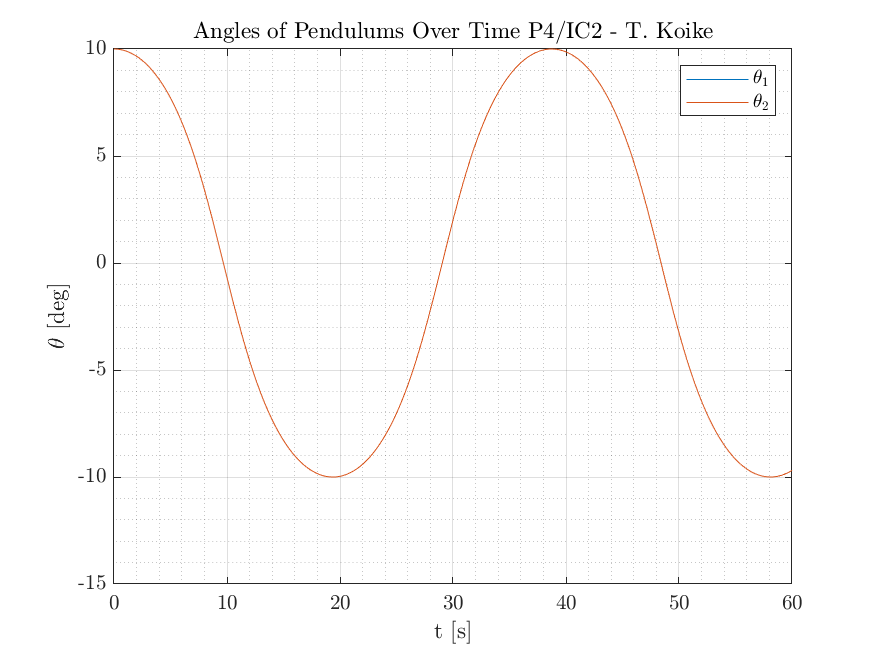 Angles of Pendulums Over Time P4/IC2 - T. Koike
θ₁
θ₂
10
5
0
-5
-10
-15
θ [deg]
0 10 20 30 40 50 60
t [s]